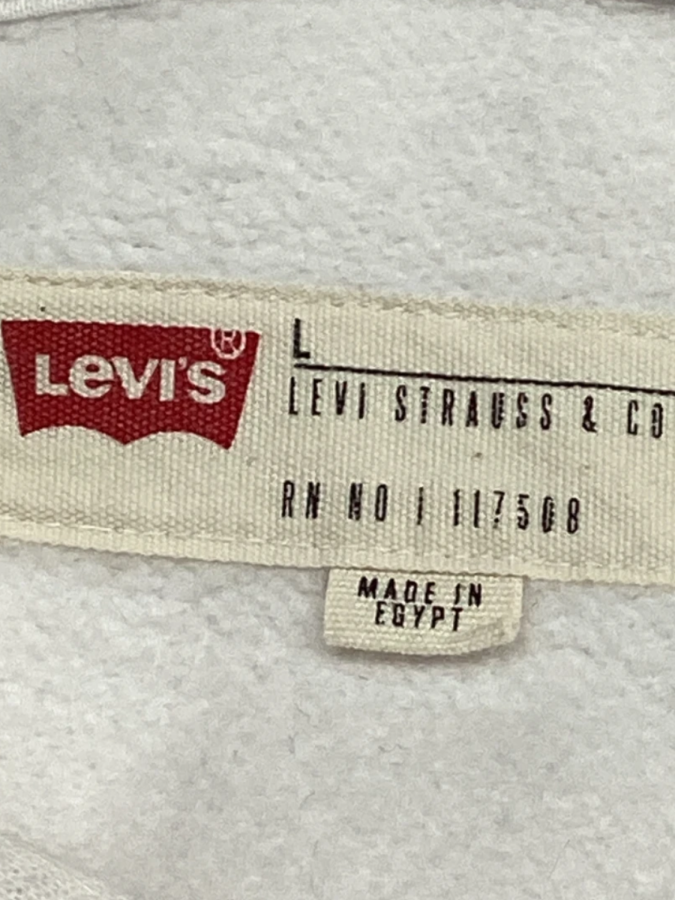 LEVI'S®
L
LEVI STRAUSS & CO
RN NO | 117508
MADE IN
EGYPT